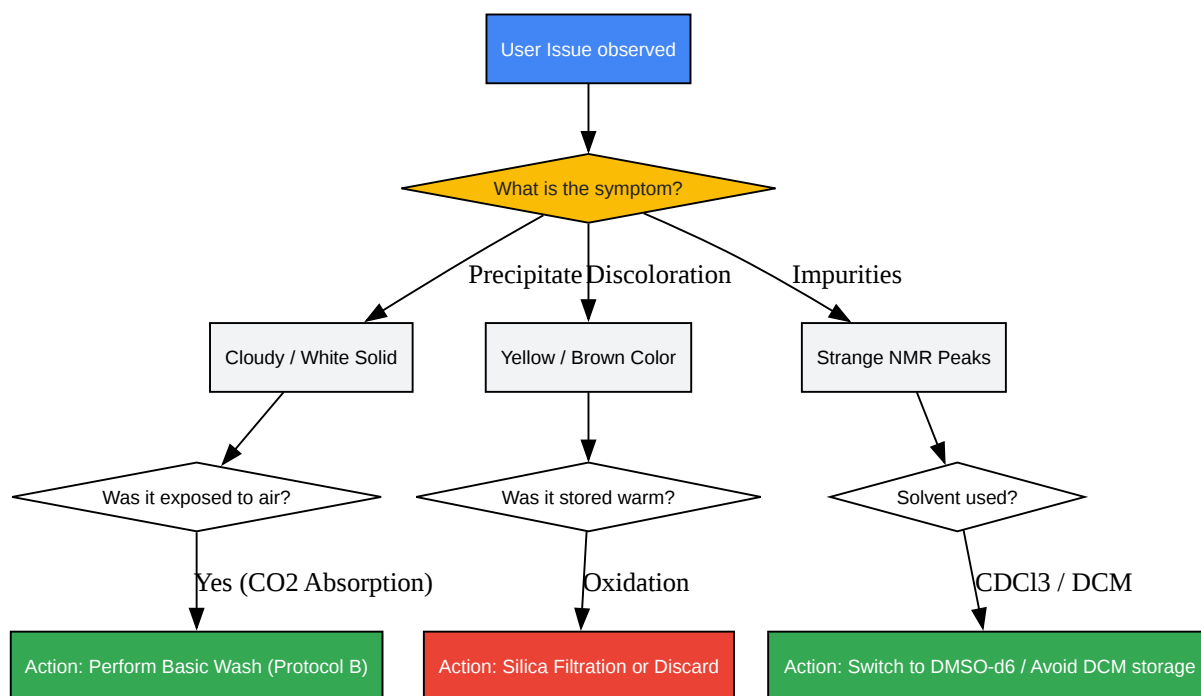 User Issue observed
What is the symptom?
Precipitate
Discoloration
Impurities
Cloudy / White Solid
Yellow / Brown Color
Strange NMR Peaks
Was it exposed to air?
Was it stored warm?
Solvent used?
Yes (CO2 Absorption)
Oxidation
CDCl3 / DCM
Action: Perform Basic Wash (Protocol B)
Action: Silica Filtration or Discard
Action: Switch to DMSO-d6 / Avoid DCM storage